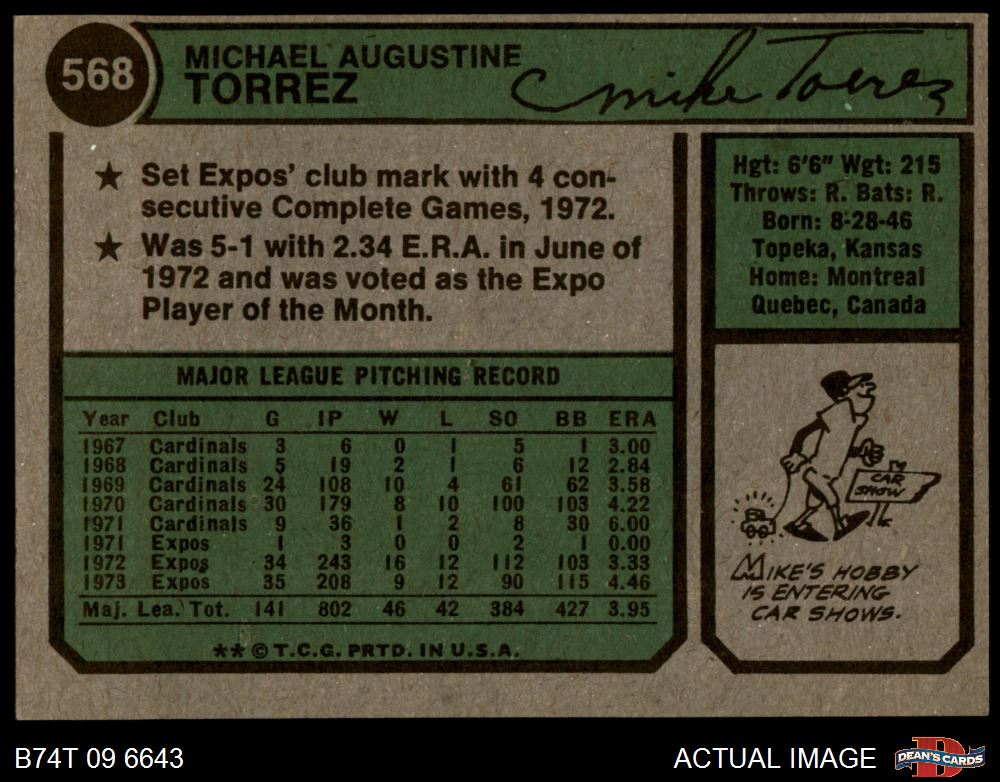 568
MICHAEL AUGUSTINE
TORREZ
Mike Torrez
★ Set Expos' club mark with 4 con-
secutive Complete Games, 1972.
★ Was 5-1 with 2.34 E.R.A. in June of
1972 and was voted as the Expo
Player of the Month.
Hgt: 6'6" Wgt: 215
Throws: R. Bats: R.
Born: 8-28-46
Topeka, Kansas
Home: Montreal
Quebec, Canada
MAJOR LEAGUE PITCHING RECORD
Year Club G IP W L SO BB ERA
1967 Cardinals 3 6 0 1 5 1 3.00
1968 Cardinals 5 19 2 1 6 12 2.84
1969 Cardinals 24 108 10 4 61 62 3.58
1970 Cardinals 30 179 8 10 100 103 4.22
1971 Cardinals 9 36 1 2 8 30 6.00
1971 Expos 1 3 0 0 2 1 0.00
1972 Expos 34 243 16 12 112 103 3.33
1973 Expos 35 208 9 12 90 115 4.46
Maj. Lea. Tot. 141 802 46 42 384 427 3.95
** © T.C.G. PRTD. IN U.S.A.
CAR
SHOW
MIKE'S HOBBY
IS ENTERING
CAR SHOWS.
B74T 09 6643
ACTUAL IMAGE
DEAN'S CARDS